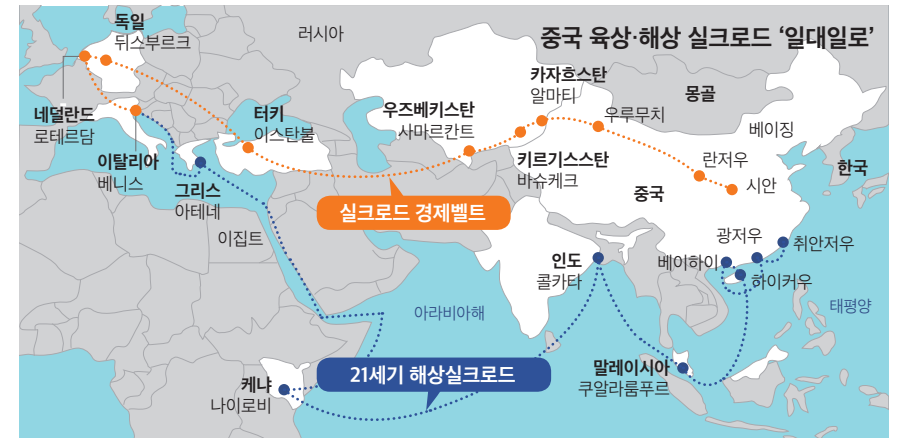 중국 육상·해상 실크로드 ‘일대일로’
독일
뒤스부르크
러시아
네덜란드
로테르담
이탈리아
베니스
그리스
아테네
터키
이스탄불
이집트
우즈베키스탄
사마르칸트
카자흐스탄
알마티
키르기스스탄
바슈케크
우루무치
몽골
베이징
란저우
시안
한국
중국
실크로드 경제벨트
광저우
취안저우
베이하이
하이커우
인도
콜카타
아라비아해
태평양
말레이시아
쿠알라룸푸르
21세기 해상실크로드
케냐
나이로비